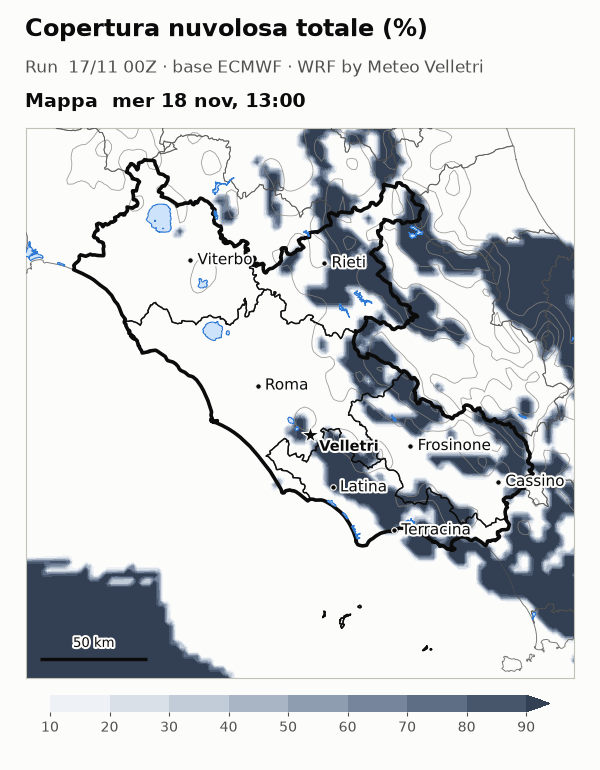 Copertura nuvolosa totale (%)
Run  17/11 00Z · base ECMWF · WRF by Meteo Velletri
Mappa  mer 18 nov, 13:00
Viterbo
Rieti
Roma
Velletri
Frosinone
Latina
Cassino
Terracina
50 km
10 20 30 40 50 60 70 80 90